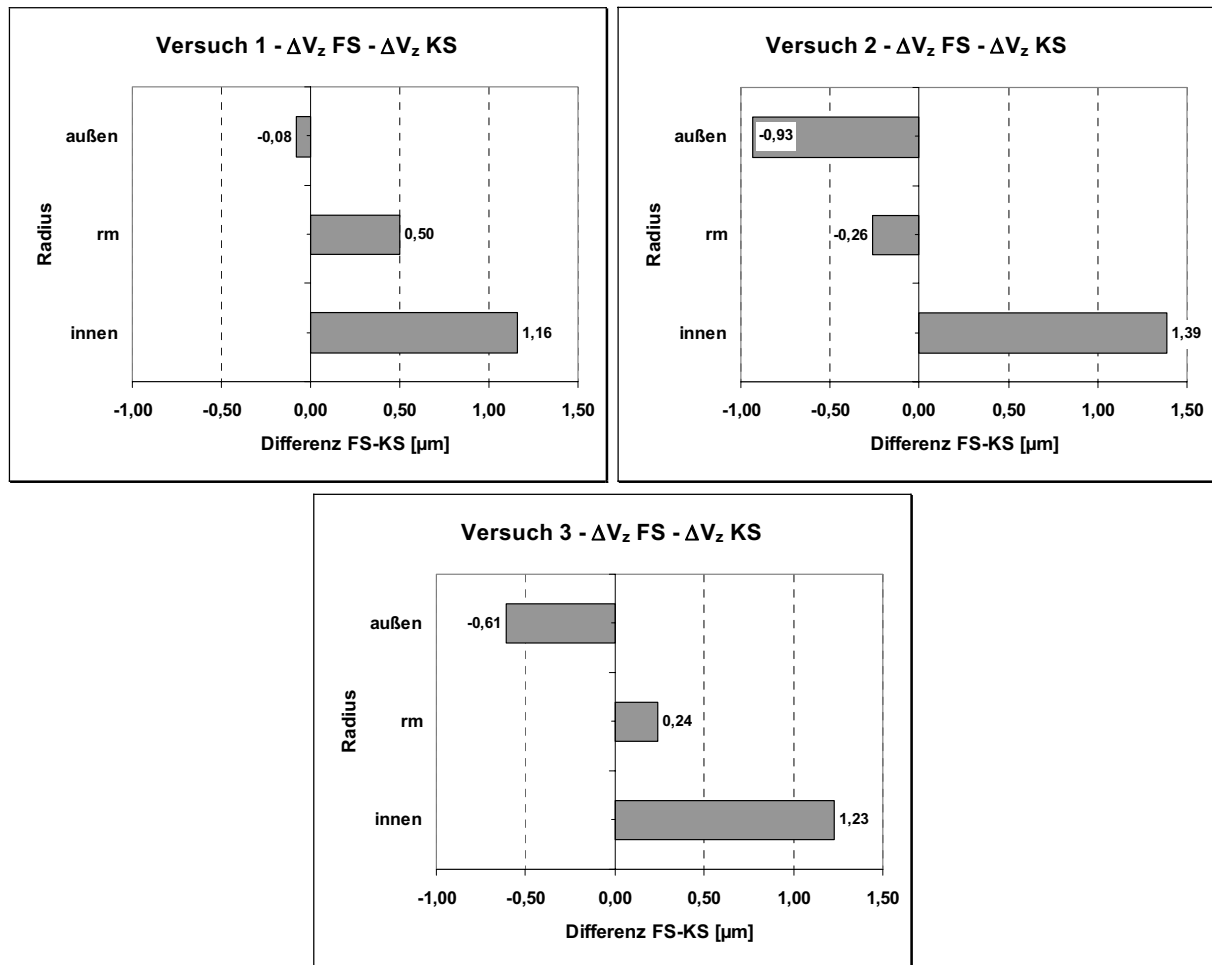 Versuch 1 - ΔVz FS - ΔVz KS
außen
-0,08
rm
0,50
innen
1,16
Radius
-1,00 -0,50 0,00 0,50 1,00 1,50
Differenz FS-KS [µm]
Versuch 2 - ΔVz FS - ΔVz KS
außen
-0,93
rm
-0,26
innen
1,39
Radius
-1,00 -0,50 0,00 0,50 1,00 1,50
Differenz FS-KS [µm]
Versuch 3 - ΔVz FS - ΔVz KS
außen
-0,61
rm
0,24
innen
1,23
Radius
-1,00 -0,50 0,00 0,50 1,00 1,50
Differenz FS-KS [µm]